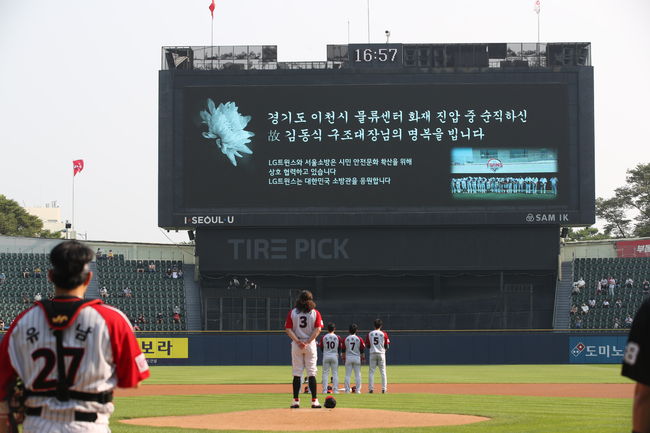 16:57
경기도 이천시 물류센터 화재 진압 중 순직하신
故 김동식 구조대장님의 명복을 빕니다
LG트윈스와 서울소방은 시민 안전문화 확산을 위해
상호 협력하고 있습니다
LG트윈스는 대한민국 소방관을 응원합니다
TWINS
I·SEOUL·U
SAM IK
TIRE PICK
3
10
7
5
유남
27
보라
도미노
8